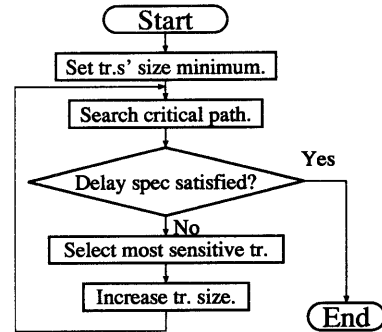 Start
Set tr.s' size minimum.
Search critical path.
Delay spec satisfied?
Yes
No
Select most sensitive tr.
Increase tr. size.
End